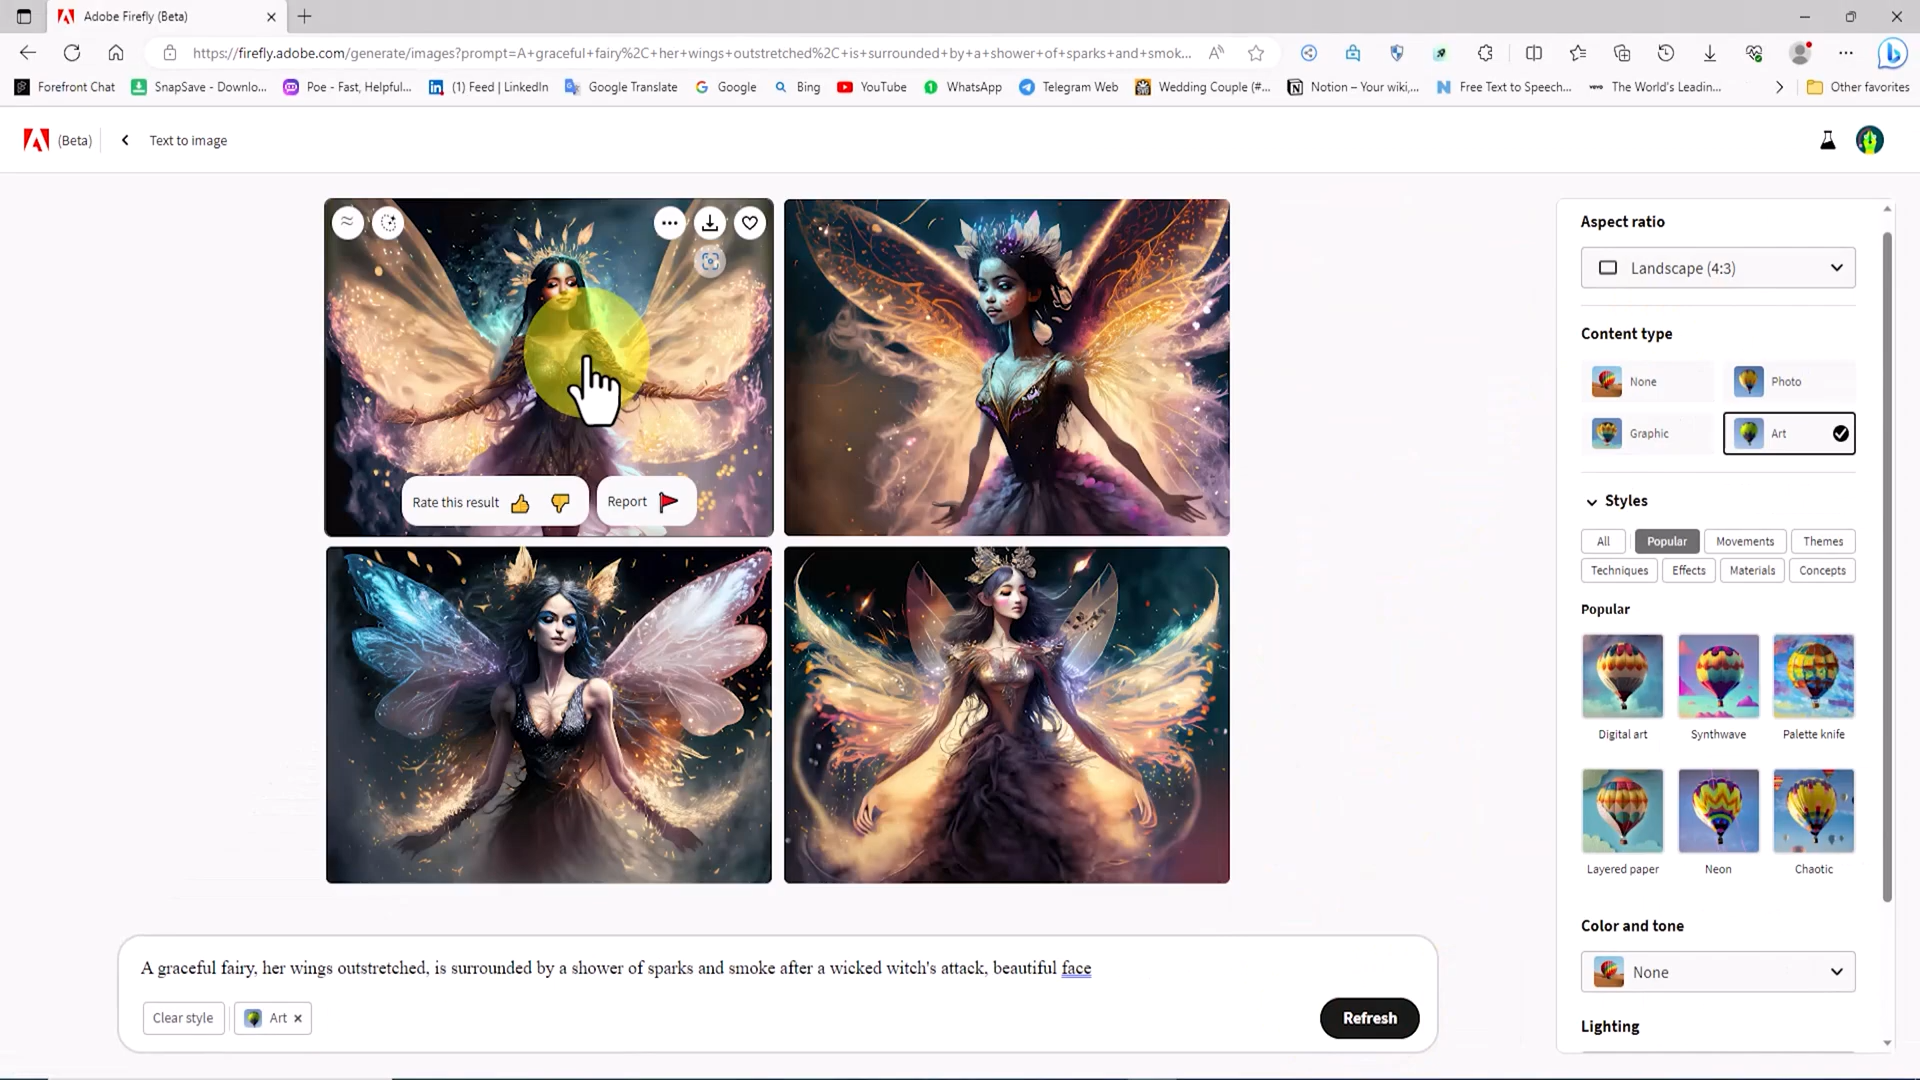 Adobe Firefly (Beta)
https://firefly.adobe.com/generate/images?prompt=A+graceful+fairy%2C+her+wings+outstretched%2C+is+surrounded+by+a+shower+of+sparks+and+smok...
Forefront Chat
SnapSave - Downlo...
Poe - Fast, Helpful...
(1) Feed | LinkedIn
Google Translate
Google
Bing
YouTube
WhatsApp
Telegram Web
Wedding Couple (#...
Notion – Your wiki,...
Free Text to Speech...
The World's Leadin...
Other favorites
(Beta)
Text to image
Rate this result
Report
Aspect ratio
Landscape (4:3)
Content type
None
Photo
Graphic
Art
Styles
All
Popular
Movements
Themes
Techniques
Effects
Materials
Concepts
Popular
Digital art
Synthwave
Palette knife
Layered paper
Neon
Chaotic
Color and tone
None
Lighting
A graceful fairy, her wings outstretched, is surrounded by a shower of sparks and smoke after a wicked witch's attack, beautiful face
Clear style
Art
Refresh